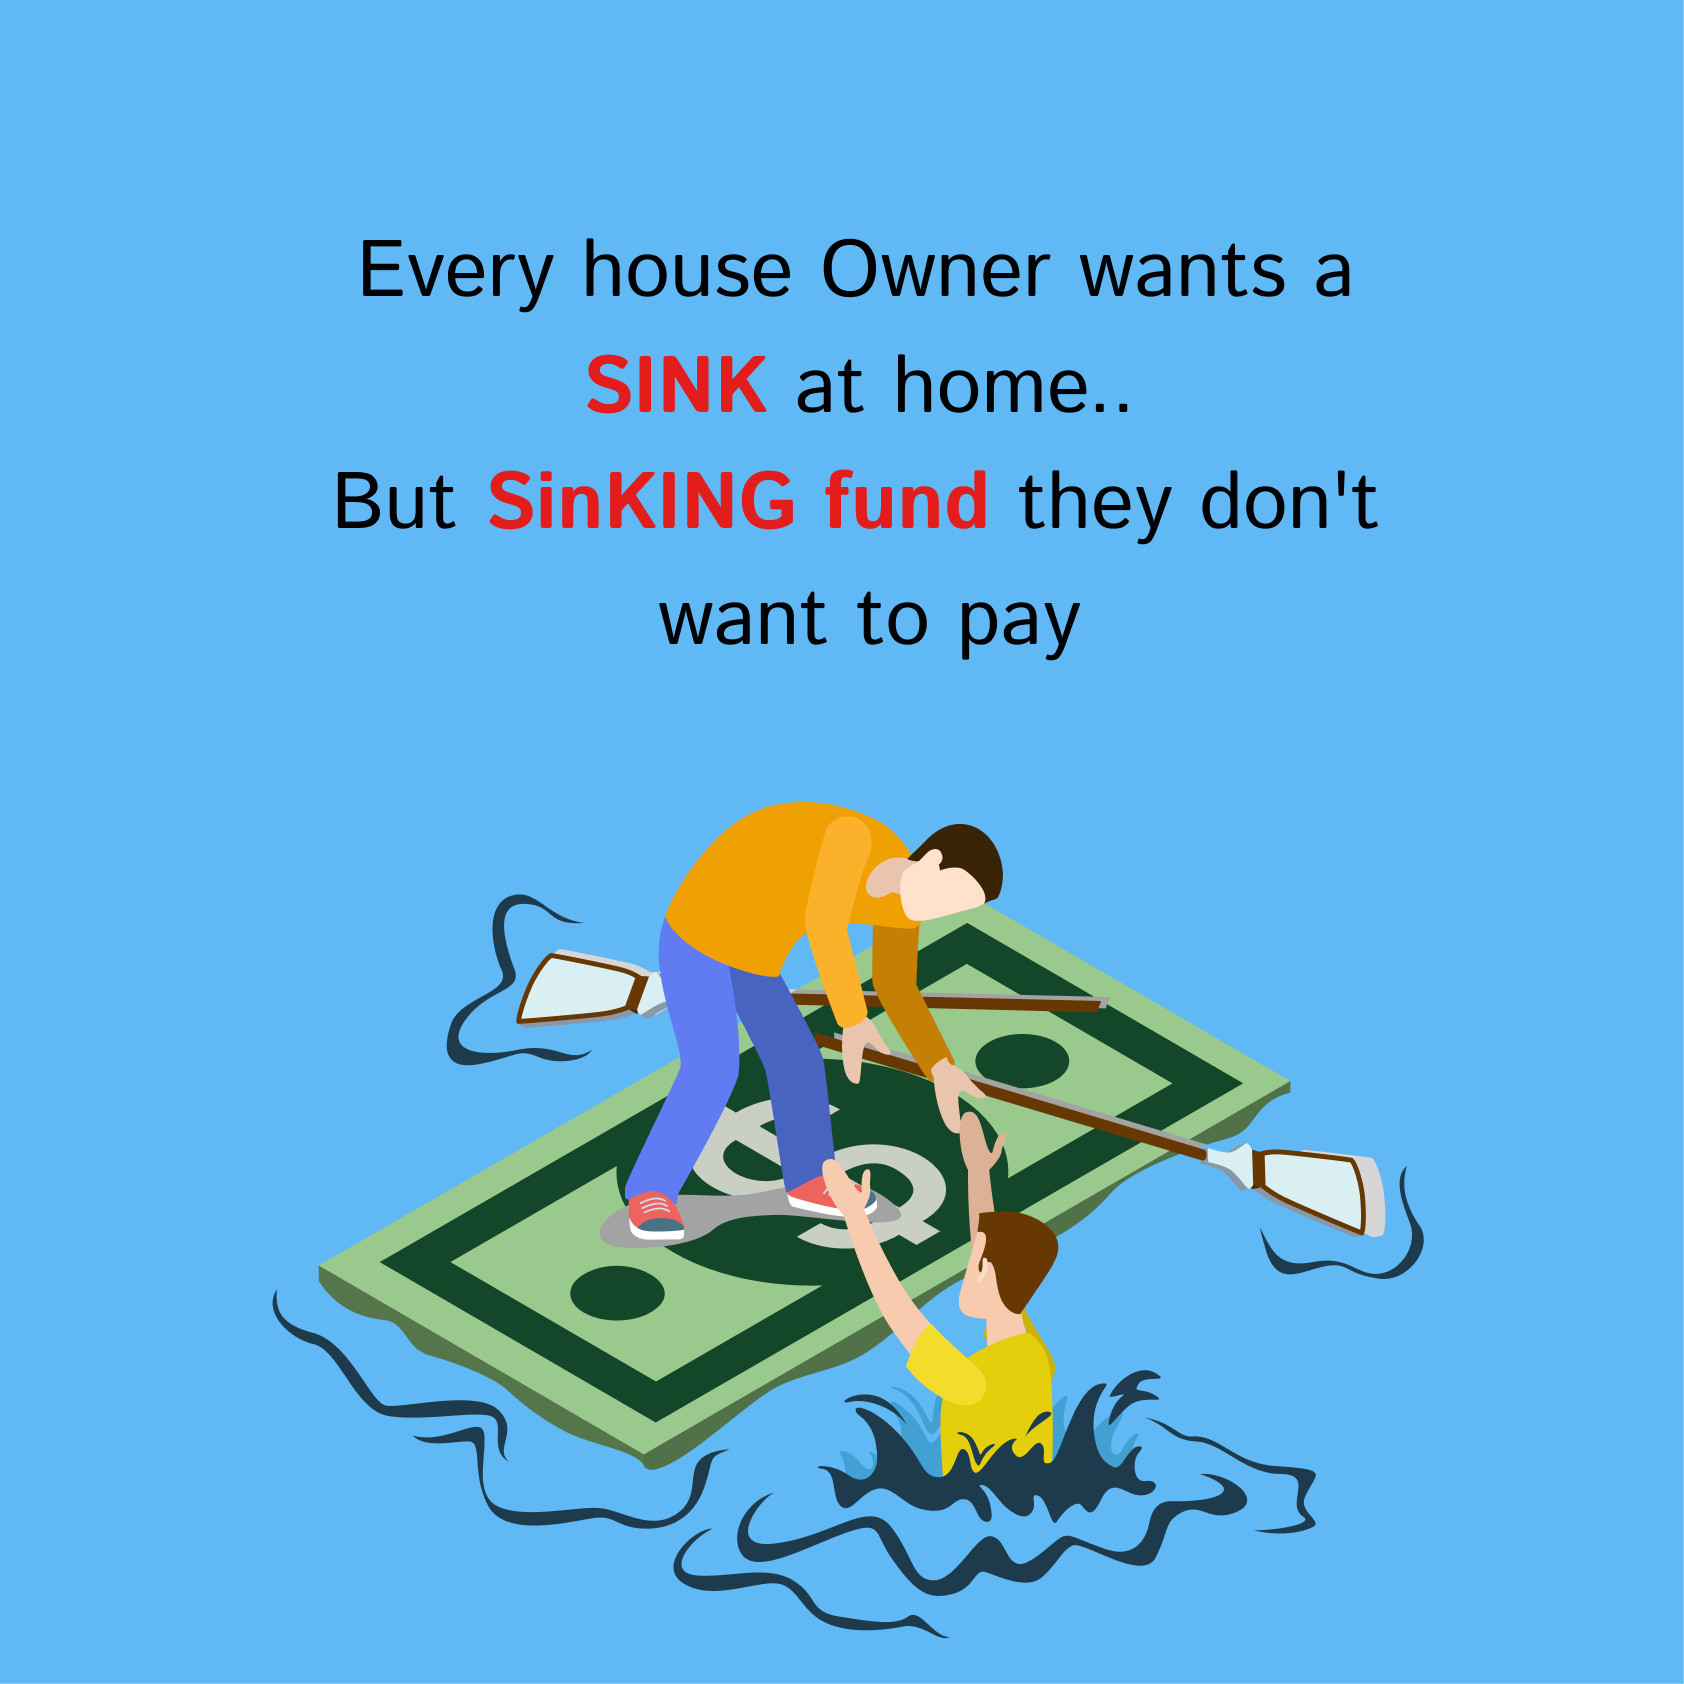 Every house Owner wants a
SINK at home..
But SinKING fund they don't
want to pay